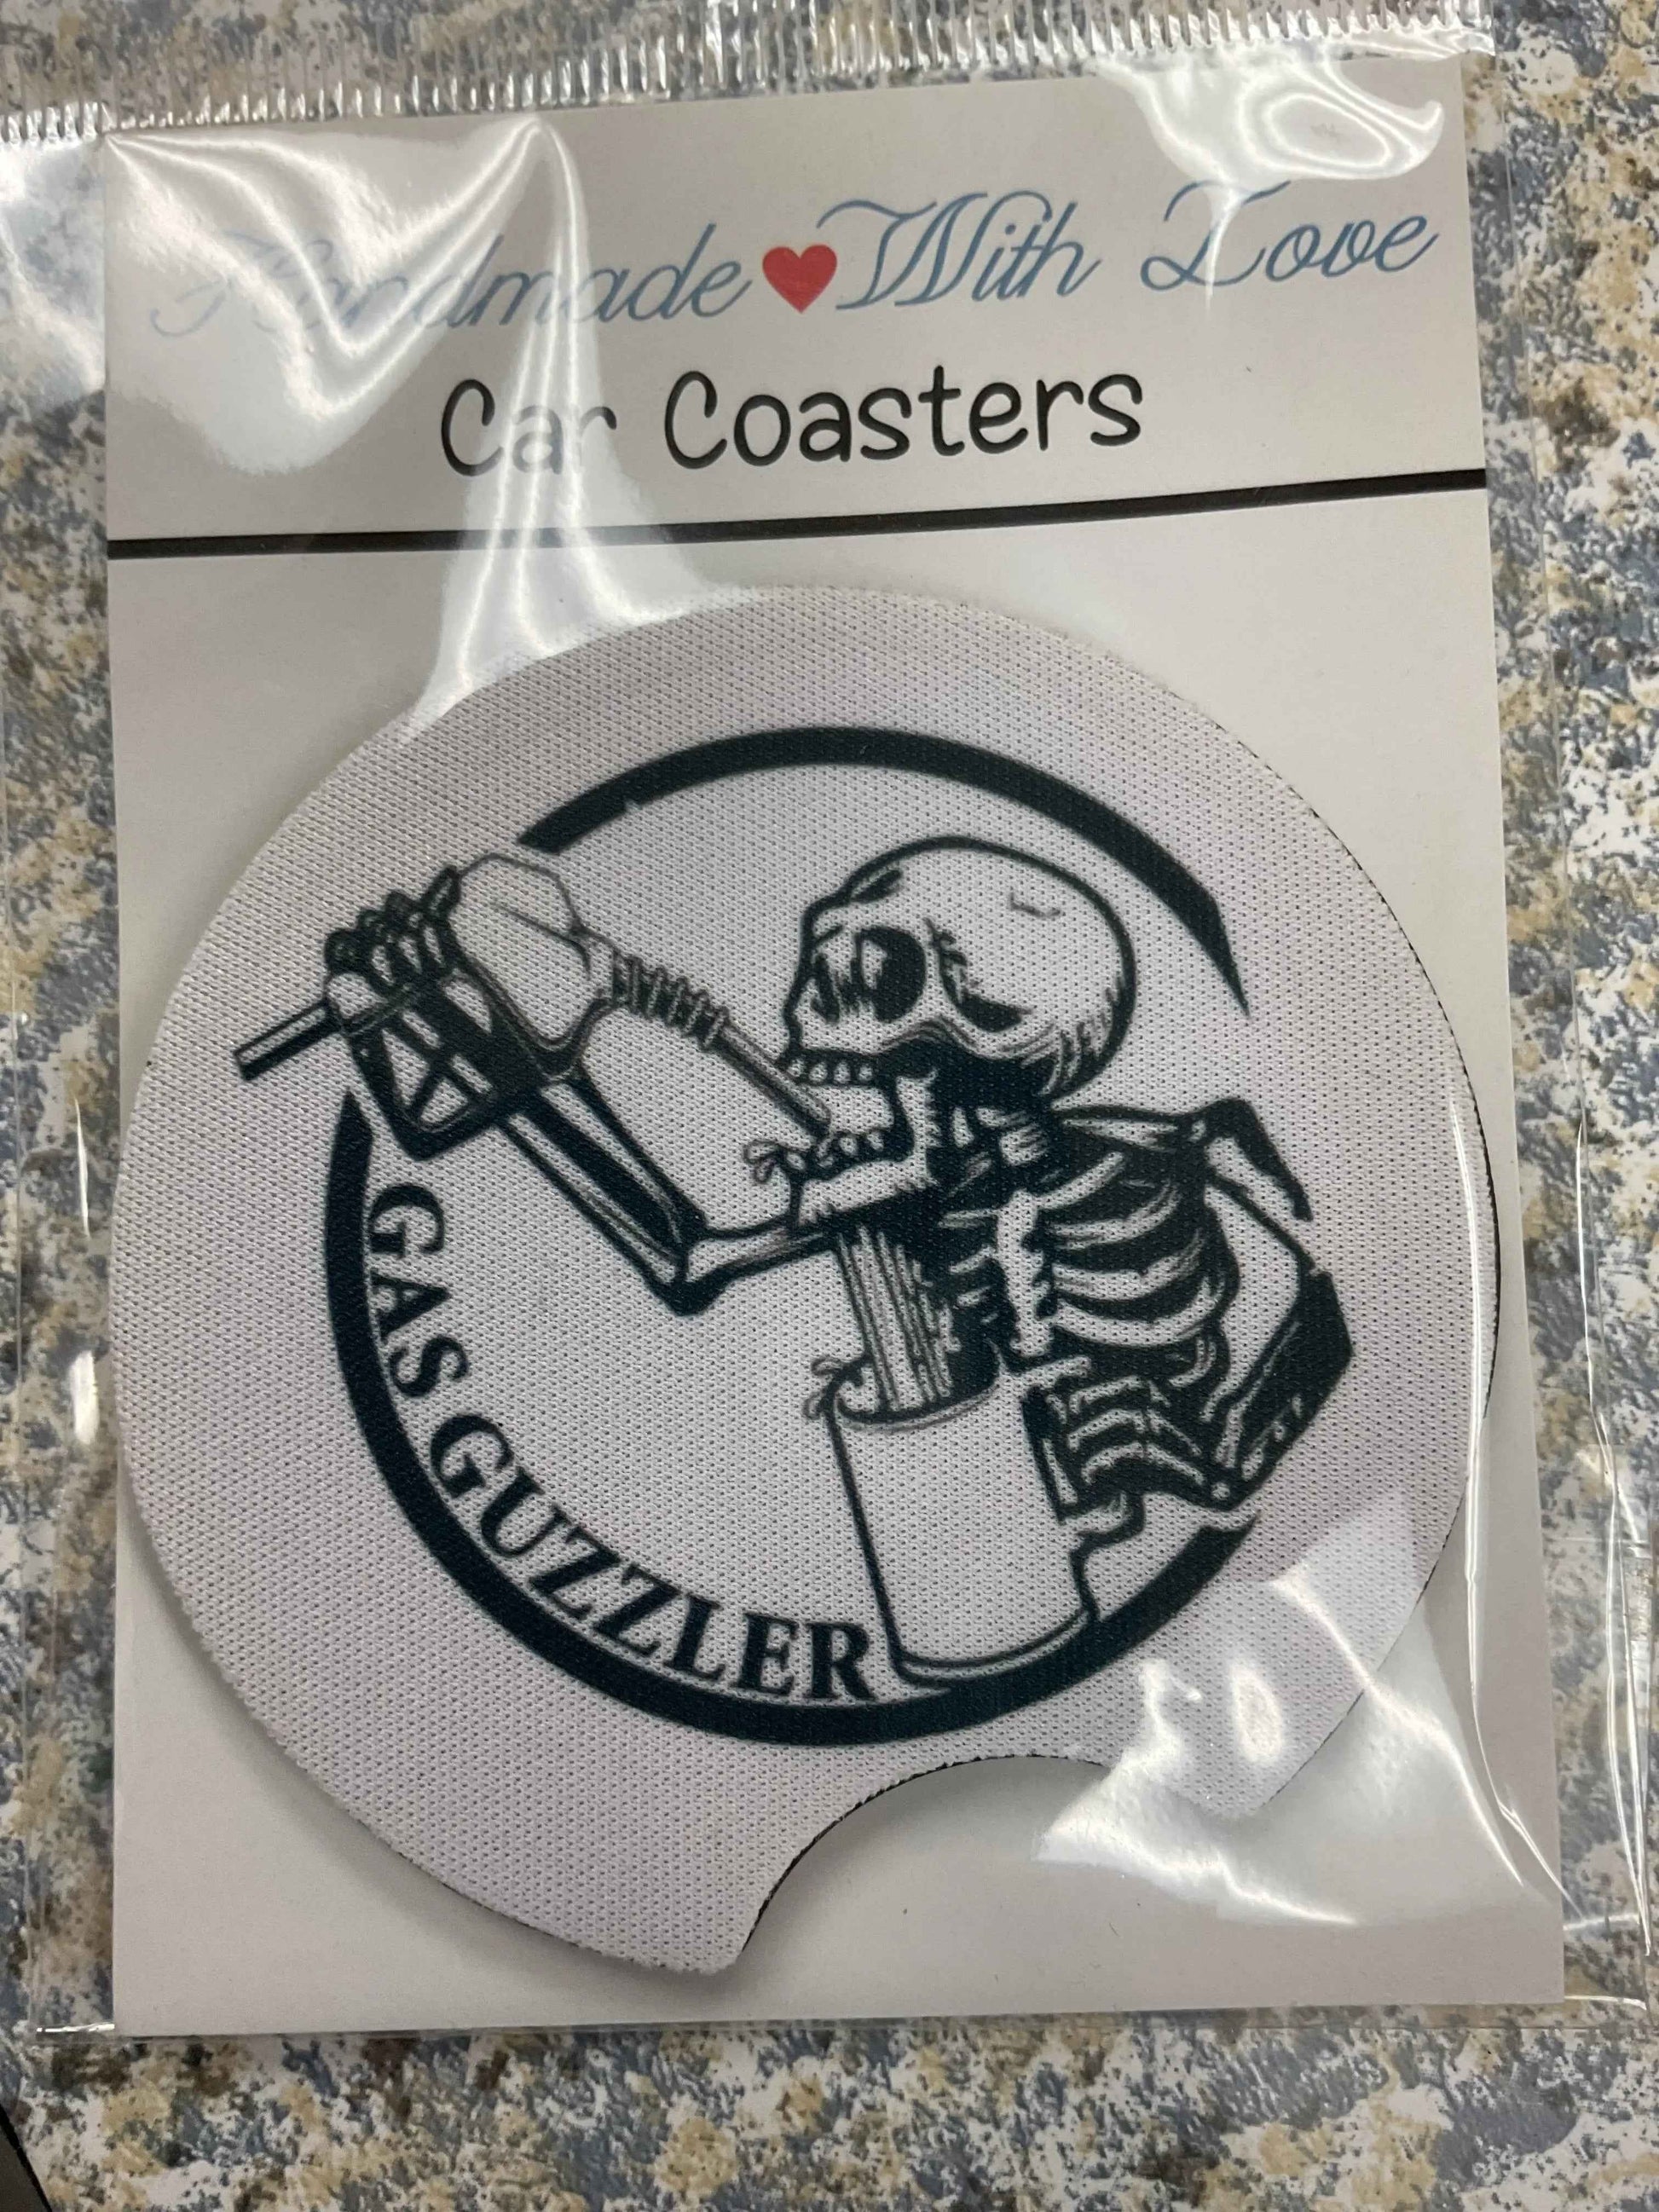 Handmade With Love
Car Coasters
GAS GUZZLER